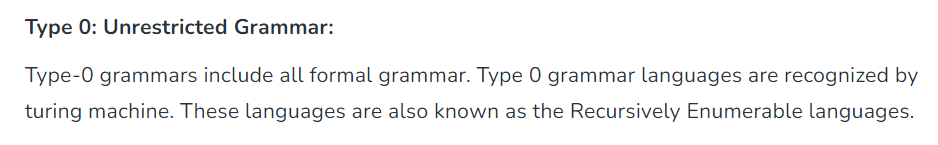 Type 0: Unrestricted Grammar:
Type-0 grammars include all formal grammar. Type 0 grammar languages are recognized by
turing machine. These languages are also known as the Recursively Enumerable languages.